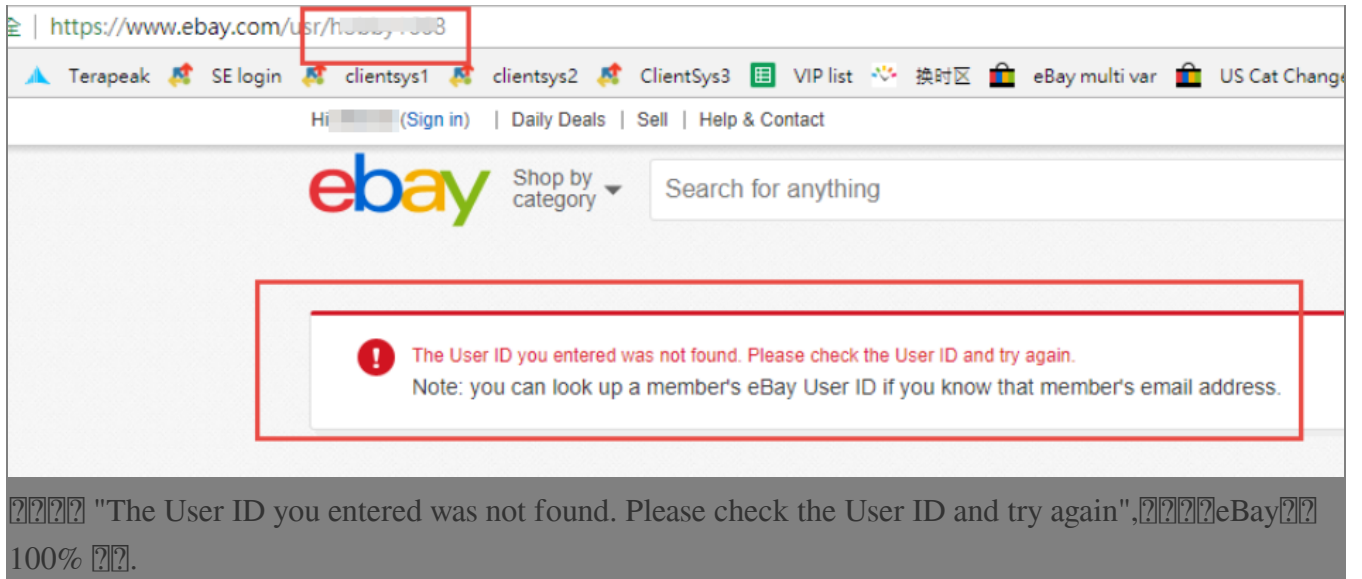 https://www.ebay.com/usr/
Terapeak SE login clientsys1 clientsys2 ClientSys3 VIP list 换时区 eBay multi var US Cat Change
Hi (Sign in) | Daily Deals | Sell | Help & Contact
ebay
Shop by
category
Search for anything
The User ID you entered was not found. Please check the User ID and try again.
Note: you can look up a member's eBay User ID if you know that member's email address.
"The User ID you entered was not found. Please check the User ID and try again", eBay
100% .